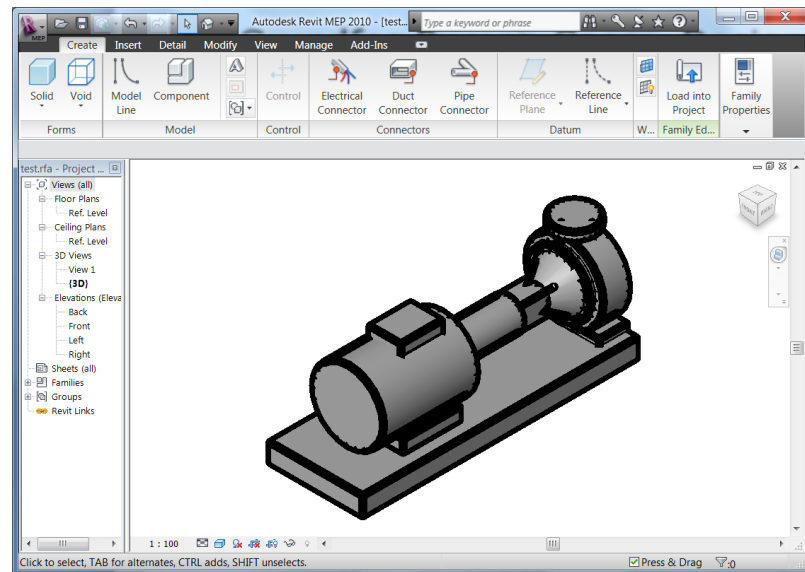 Autodesk Revit MEP 2010 - [test...
Type a keyword or phrase
MEP
Create Insert Detail Modify View Manage Add-Ins
Solid Void Model Line Component Control Electrical Connector Duct Connector Pipe Connector Reference Plane Reference Line Load into Project Family Properties
Forms Model Control Connectors Datum W... Family Ed...
test.rfa - Project ...
Views (all)
Floor Plans
Ref. Level
Ceiling Plans
Ref. Level
3D Views
View 1
{3D}
Elevations (Eleva
Back
Front
Left
Right
Sheets (all)
Families
Groups
Revit Links
FRONT
1 : 100
Click to select, TAB for alternates, CTRL adds, SHIFT unselects.
Press & Drag
:0